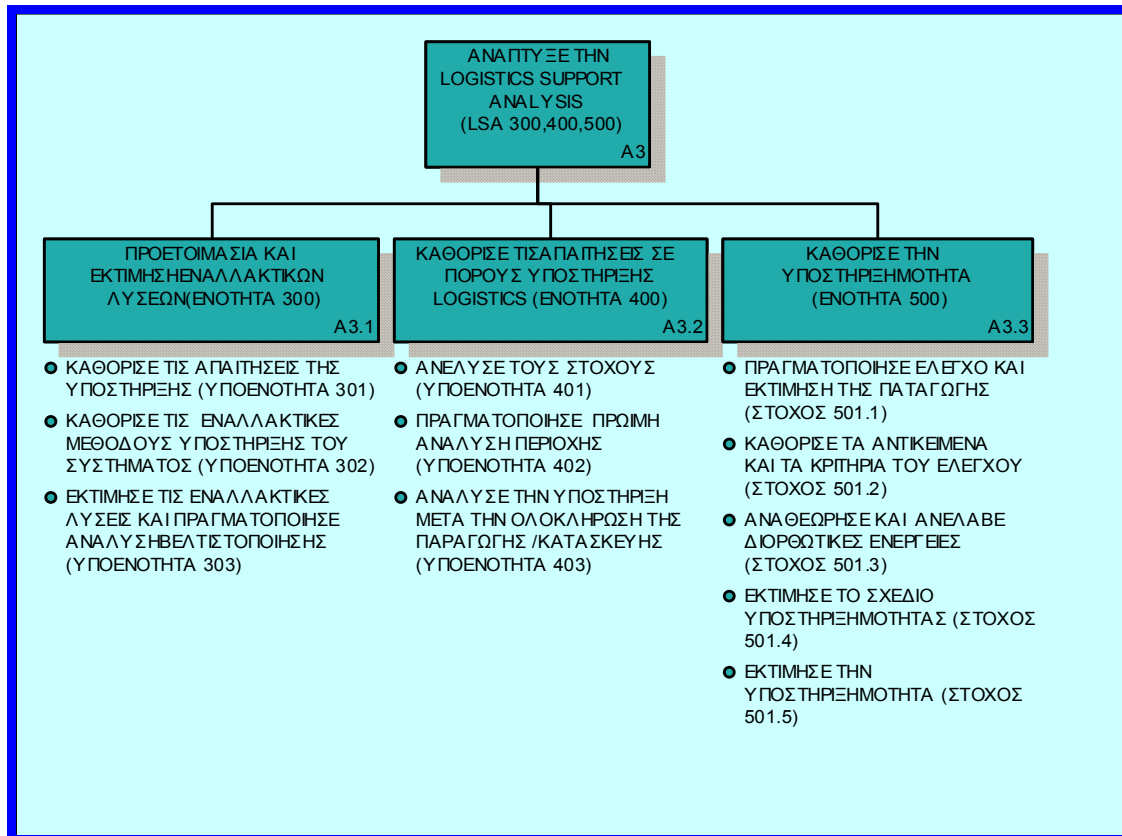 ΑΝΑΠΤΥΞΕ ΤΗΝ
LOGISTICS SUPPORT
ANALYSIS
(LSA 300,400,500)
A3
ΠΡΟΕΤΟΙΜΑΣΙΑ ΚΑΙ
ΕΚΤΙΜΗΣΗΕΝΑΛΛΑΚΤΙΚΩΝ
ΛΥΣΕΩΝ(ΕΝΟΤΗΤΑ 300)
A3.1
ΚΑΘΟΡΙΣΕ ΤΙΣ ΑΠΑΙΤΗΣΕΙΣ ΤΗΣ
ΥΠΟΣΤΗΡΙΞΗΣ (ΥΠΟΕΝΟΤΗΤΑ 301)
ΚΑΘΟΡΙΣΕ ΤΙΣ ΕΝΑΛΛΑΚΤΙΚΕΣ
ΜΕΘΟΔΟΥΣ ΥΠΟΣΤΗΡΙΞΗΣ ΤΟΥ
ΣΥΣΤΗΜΑΤΟΣ (ΥΠΟΕΝΟΤΗΤΑ 302)
ΕΚΤΙΜΗΣΕ ΤΙΣ ΕΝΑΛΛΑΚΤΙΚΕΣ
ΛΥΣΕΙΣ ΚΑΙ ΠΡΑΓΜΑΤΟΠΟΙΗΣΕ
ΑΝΑΛΥΣΗΒΕΛΤΙΣΤΟΠΟΙΗΣΗΣ
(ΥΠΟΕΝΟΤΗΤΑ 303)
ΚΑΘΟΡΙΣΕ ΤΙΣΑΠΑΙΤΗΣΕΙΣ ΣΕ
ΠΟΡΟΥΣ ΥΠΟΣΤΗΡΙΞΗΣ
LOGISTICS (ΕΝΟΤΗΤΑ 400)
A3.2
ΑΝΕΛΥΣΕ ΤΟΥΣ ΣΤΟΧΟΥΣ
(ΥΠΟΕΝΟΤΗΤΑ 401)
ΠΡΑΓΜΑΤΟΠΟΙΗΣΕ ΠΡΩΙΜΗ
ΑΝΑΛΥΣΗ ΠΕΡΙΟΧΗΣ
(ΥΠΟΕΝΟΤΗΤΑ 402)
ΑΝΑΛΥΣΕ ΤΗΝ ΥΠΟΣΤΗΡΙΞΗ
ΜΕΤΑ ΤΗΝ ΟΛΟΚΛΗΡΩΣΗ ΤΗΣ
ΠΑΡΑΓΩΓΗΣ /ΚΑΤΑΣΚΕΥΗΣ
(ΥΠΟΕΝΟΤΗΤΑ 403)
ΚΑΘΟΡΙΣΕ ΤΗΝ
ΥΠΟΣΤΗΡΙΞΗΜΟΤΗΤΑ
(ΕΝΟΤΗΤΑ 500)
A3.3
ΠΡΑΓΜΑΤΟΠΟΙΗΣΕ ΕΛΕΓΧΟ ΚΑΙ
ΕΚΤΙΜΗΣΗ ΤΗΣ ΠΑΤΑΓΩΓΗΣ
(ΣΤΟΧΟΣ 501.1)
ΚΑΘΟΡΙΣΕ ΤΑ ΑΝΤΙΚΕΙΜΕΝΑ
ΚΑΙ ΤΑ ΚΡΙΤΗΡΙΑ ΤΟΥ ΕΛΕΓΧΟΥ
(ΣΤΟΧΟΣ 501.2)
ΑΝΑΘΕΩΡΗΣΕ ΚΑΙ ΑΝΕΛΑΒΕ
ΔΙΟΡΘΩΤΙΚΕΣ ΕΝΕΡΓΕΙΕΣ
(ΣΤΟΧΟΣ 501.3)
ΕΚΤΙΜΗΣΕ ΤΟ ΣΧΕΔΙΟ
ΥΠΟΣΤΗΡΙΞΗΜΟΤΗΤΑΣ (ΣΤΟΧΟΣ
501.4)
ΕΚΤΙΜΗΣΕ ΤΗΝ
ΥΠΟΣΤΗΡΙΞΗΜΟΤΗΤΑ (ΣΤΟΧΟΣ
501.5)